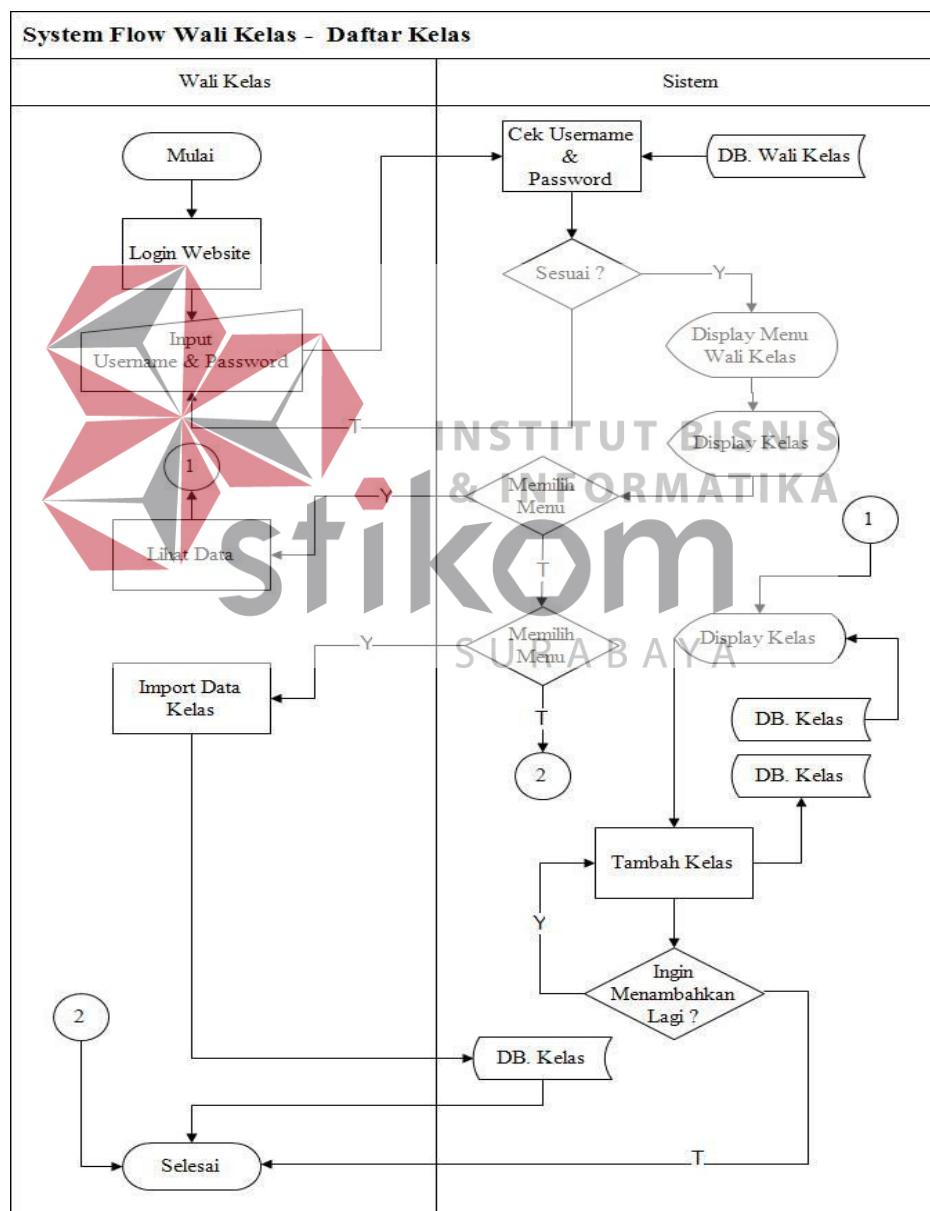 System Flow Wali Kelas - Daftar Kelas
Wali Kelas
Sistem
Mulai
Cek Username
&
Password
DB. Wali Kelas
Login Website
Sesuai ?
Y
Input
Username & Password
Display Menu
Wali Kelas
T
INSTITUT BISNIS
& INFORMATIKA
stikom
SURABAYA
Display Kelas
1
Memilih
Menu
Y
1
Lihat Data
T
Memilih
Menu
Y
Display Kelas
Import Data
Kelas
T
DB. Kelas
2
DB. Kelas
Tambah Kelas
Y
Ingin
Menambahkan
Lagi ?
2
DB. Kelas
Selesai
T